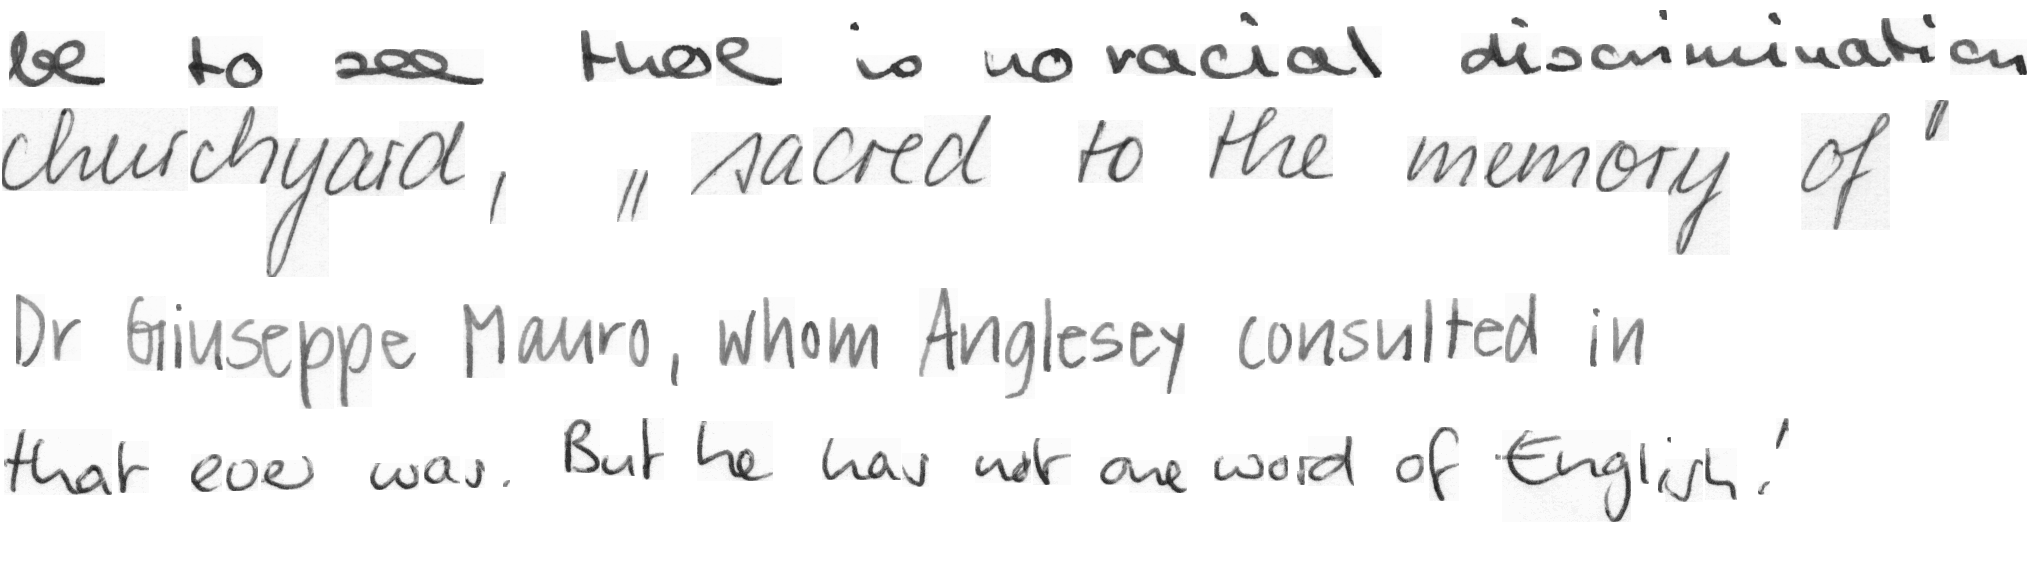 be to see there is no racial discrimination
churchyard, „ sacred to the memory of "
Dr Giuseppe Mauro, whom Anglesey consulted in
that ever was. But he has not one word of English!